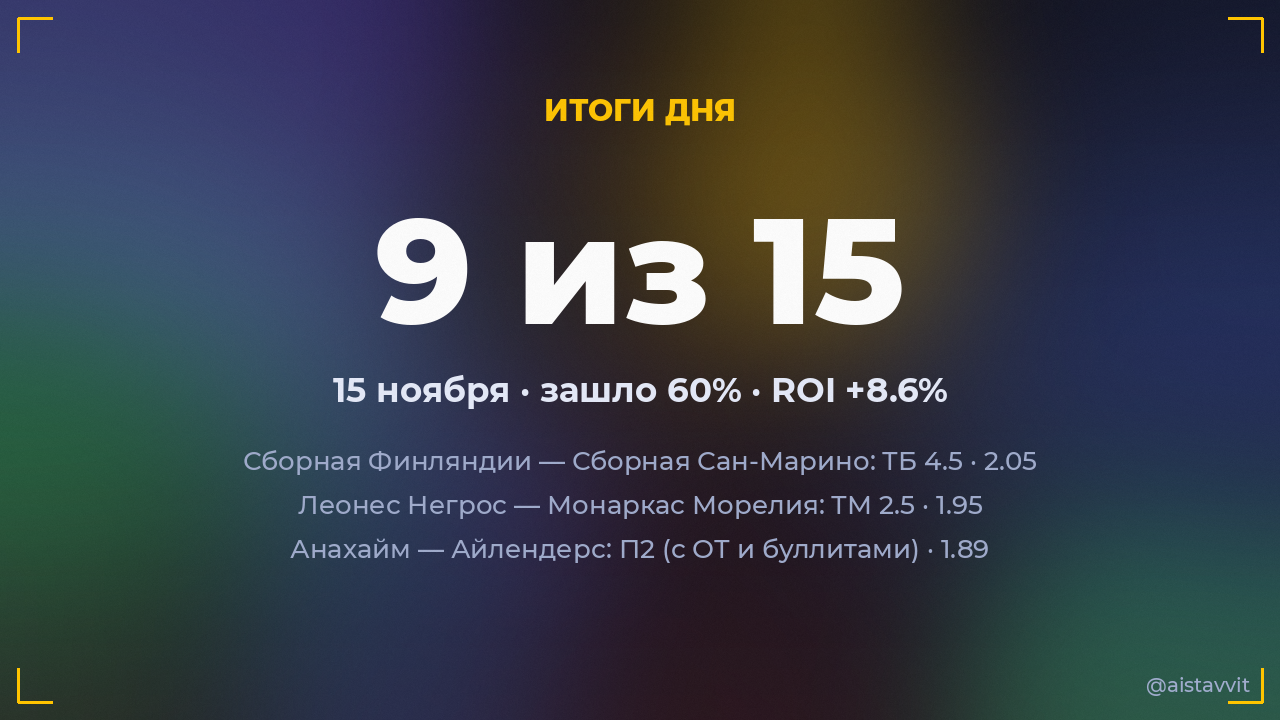 ИТОГИ ДНЯ
9 из 15
15 ноября · зашло 60% · ROI +8.6%
Сборная Финляндии — Сборная Сан-Марино: ТБ 4.5 · 2.05
Леонес Негрос — Монаркас Морелия: ТМ 2.5 · 1.95
Анахайм — Айлендерс: П2 (с ОТ и буллитами) · 1.89
@aistavvit